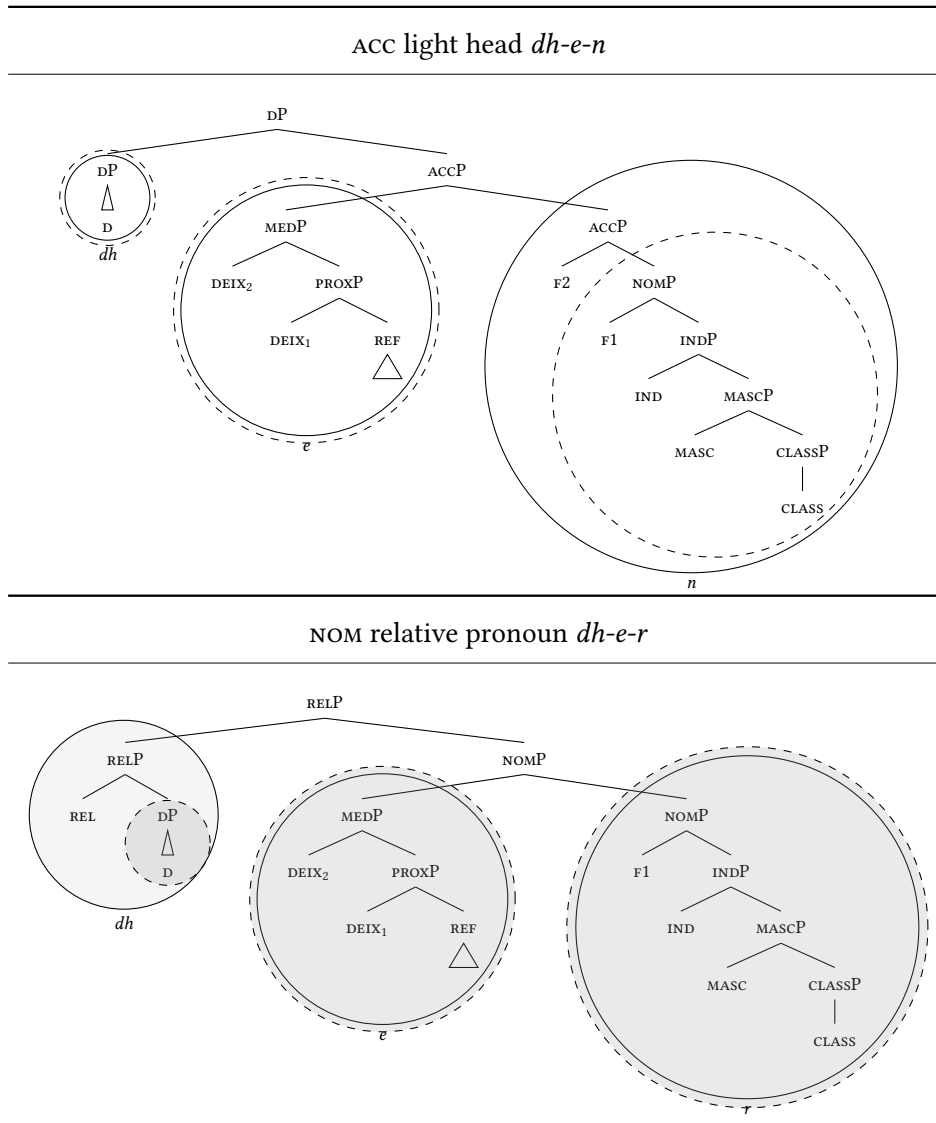 ACC light head dh-e-n
DP
DP ACCP
D MEDP ACCP
dh DEIX₂ PROXP F2 NOMP
DEIX₁ REF F1 INDP
IND MASCP
e MASC CLASSP
CLASS
n
NOM relative pronoun dh-e-r
RELP
RELP NOMP
REL DP MEDP NOMP
D DEIX₂ PROXP F1 INDP
dh DEIX₁ REF IND MASCP
MASC CLASSP
e CLASS
r